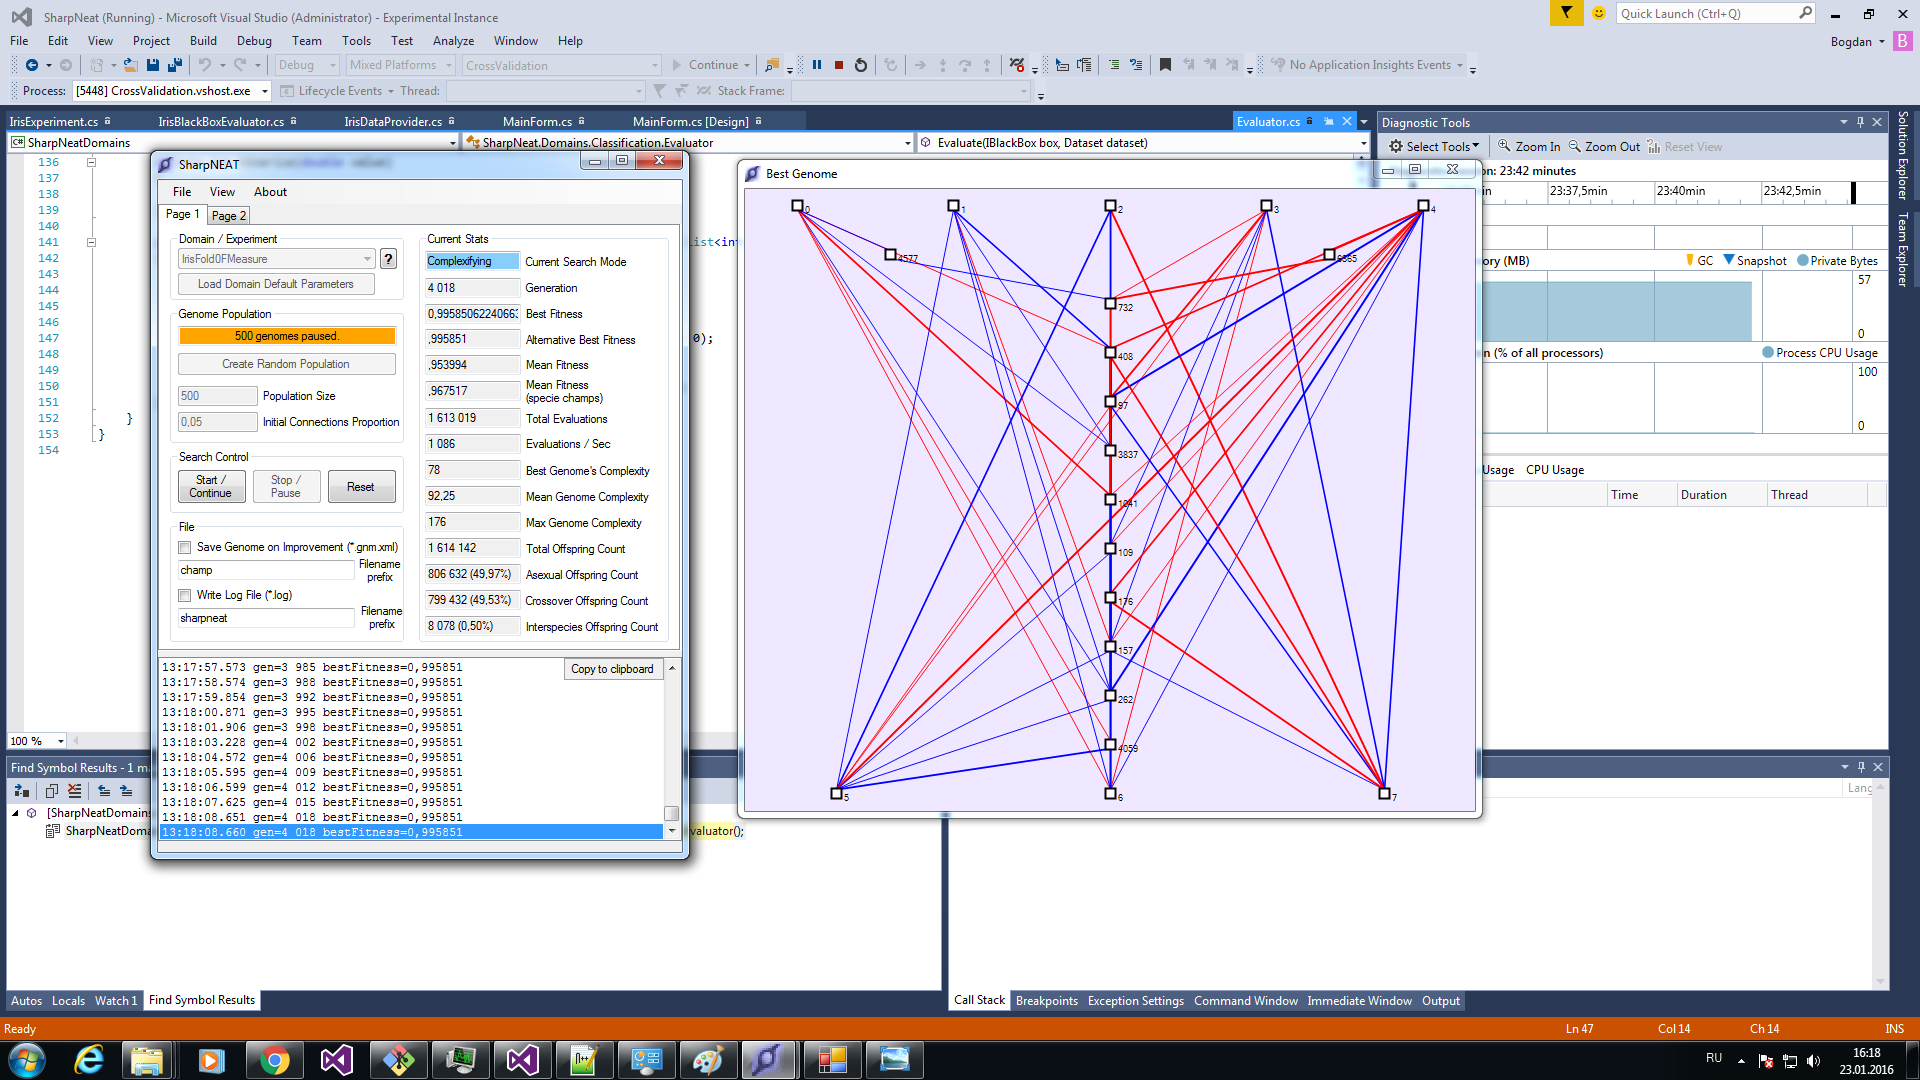 SharpNeat (Running) - Microsoft Visual Studio (Administrator) - Experimental Instance
Quick Launch (Ctrl+Q)
File Edit View Project Build Debug Team Tools Test Analyze Window Help
Bogdan B
Debug Mixed Platforms CrossValidation Continue No Application Insights Events
Process: [5448] CrossValidation.vshost.exe Lifecycle Events Thread: Stack Frame:
IrisExperiment.cs IrisBlackBoxEvaluator.cs IrisDataProvider.cs MainForm.cs MainForm.cs [Design] Evaluator.cs
SharpNeatDomains SharpNeat.Domains.Classification.Evaluator Evaluate(IBlackBox box, Dataset dataset)
136
137
138
139
140
141
142
143
144
145
146
147
148
149
150
151
152 }
153 }
154
100 %
SharpNEAT
File View About
Page 1 Page 2
Domain / Experiment
IrisFold0FMeasure ?
Load Domain Default Parameters
Genome Population
500 genomes paused.
Create Random Population
500 Population Size
0,05 Initial Connections Proportion
Search Control
Start / Continue
Stop / Pause
Reset
File
Save Genome on Improvement (*.gnm.xml)
champ Filename prefix
Write Log File (*.log)
sharpneat Filename prefix
Current Stats
Complexifying Current Search Mode
4 018 Generation
0,9958506224066 Best Fitness
,995851 Alternative Best Fitness
,953994 Mean Fitness
,967517 Mean Fitness (specie champs)
1 613 019 Total Evaluations
1 086 Evaluations / Sec
78 Best Genome's Complexity
92,25 Mean Genome Complexity
176 Max Genome Complexity
1 614 142 Total Offspring Count
806 632 (49,97%) Asexual Offspring Count
799 432 (49,53%) Crossover Offspring Count
8 078 (0,50%) Interspecies Offspring Count
Copy to clipboard
13:17:57.573 gen=3 985 bestFitness=0,995851
13:17:58.574 gen=3 988 bestFitness=0,995851
13:17:59.854 gen=3 992 bestFitness=0,995851
13:18:00.871 gen=3 995 bestFitness=0,995851
13:18:01.906 gen=3 998 bestFitness=0,995851
13:18:03.228 gen=4 002 bestFitness=0,995851
13:18:04.572 gen=4 006 bestFitness=0,995851
13:18:05.595 gen=4 009 bestFitness=0,995851
13:18:06.599 gen=4 012 bestFitness=0,995851
13:18:07.625 gen=4 015 bestFitness=0,995851
13:18:08.651 gen=4 018 bestFitness=0,995851
13:18:08.660 gen=4 018 bestFitness=0,995851
ist<in
0);
Best Genome
0 1 2 3 4
4577 6565
732
408
97
3837
1041
109
176
157
262
4059
5 6 7
Diagnostic Tools
Select Tools Zoom In Zoom Out Reset View
on: 23:42 minutes
in 23:37,5min 23:40min 23:42,5min
ory (MB) GC Snapshot Private Bytes
57
0
n (% of all processors) Process CPU Usage
100
0
Usage CPU Usage
Time Duration Thread
Solution Explorer
Team Explorer
Find Symbol Results - 1 m
[SharpNeatDomains
SharpNeatDoma
valuator();
Lang
Autos Locals Watch 1 Find Symbol Results
Call Stack Breakpoints Exception Settings Command Window Immediate Window Output
Ready Ln 47 Col 14 Ch 14 INS
RU 16:18
23.01.2016